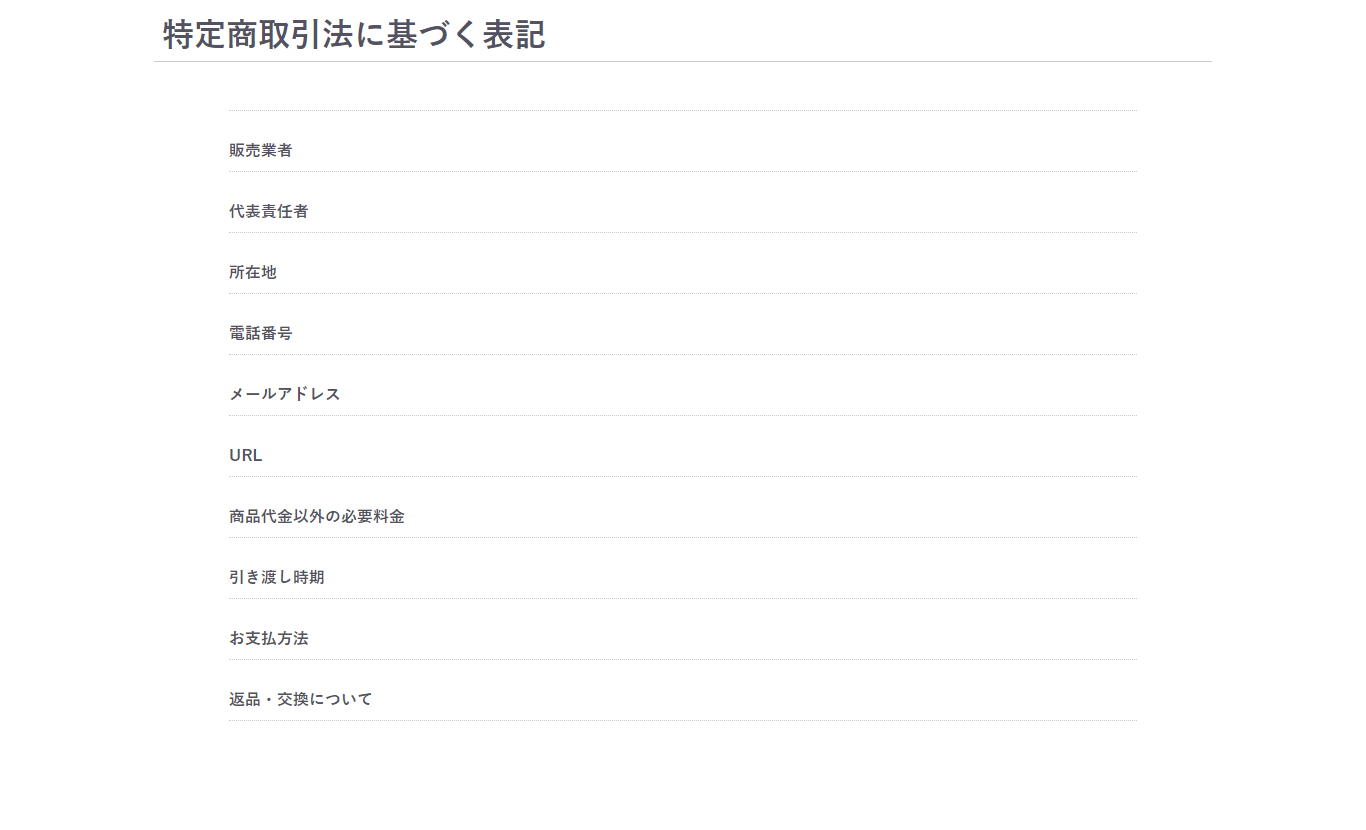 特定商取引法に基づく表記
販売業者
代表責任者
所在地
電話番号
メールアドレス
URL
商品代金以外の必要料金
引き渡し時期
お支払方法
返品・交換について